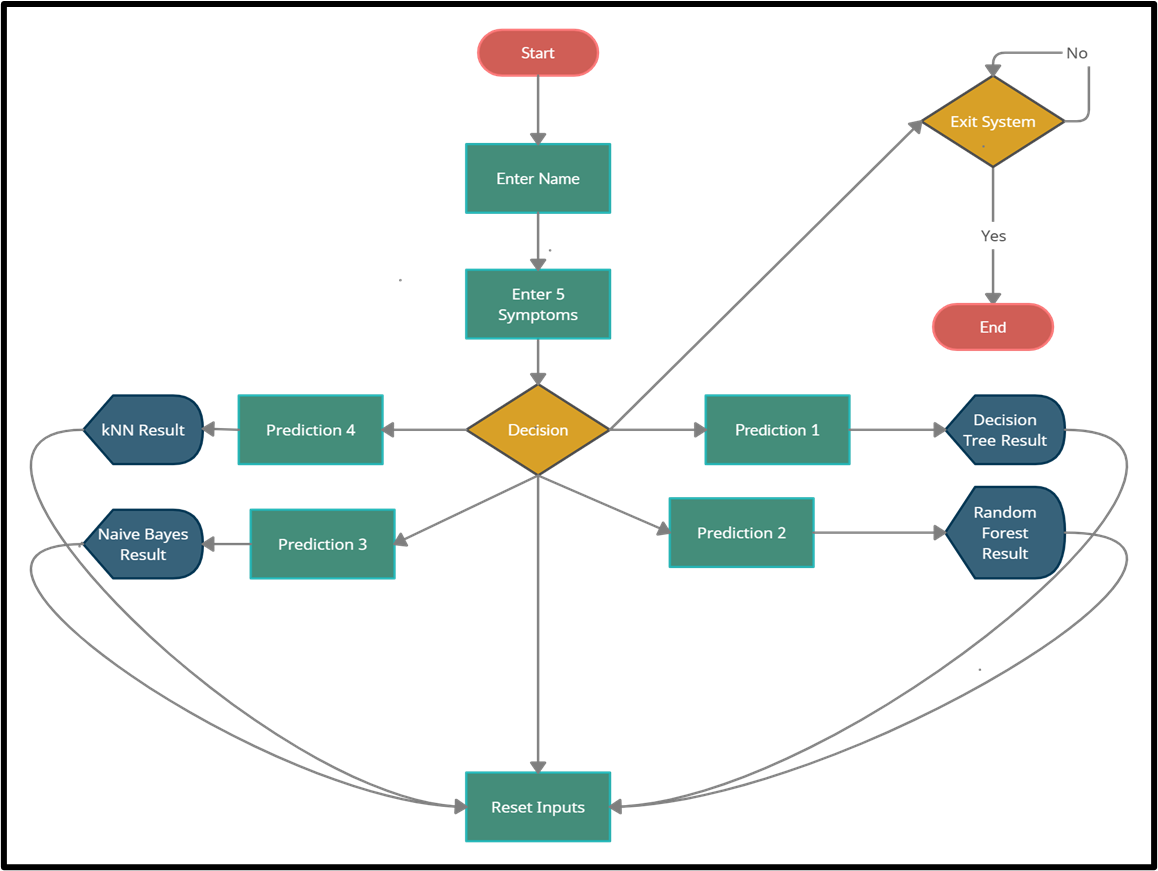 Start
No
Exit System
Enter Name
Yes
Enter 5
Symptoms
End
kNN Result
Prediction 4
Decision
Prediction 1
Decision
Tree Result
Naive Bayes
Result
Prediction 3
Prediction 2
Random
Forest
Result
Reset Inputs